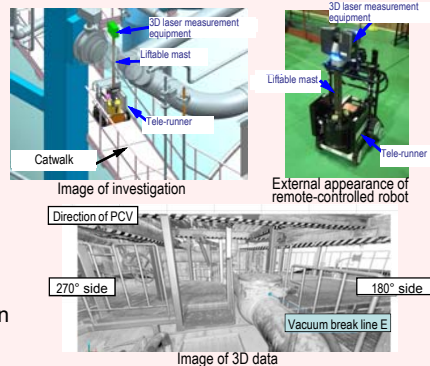 3D laser measurement
equipment
Liftable mast
Tele-runner
Catwalk
Image of investigation
3D laser measurement
equipment
Liftable mast
Tele-runner
External appearance of
remote-controlled robot
Direction of PCV
270° side
180° side
Vacuum break line E
Image of 3D data
n